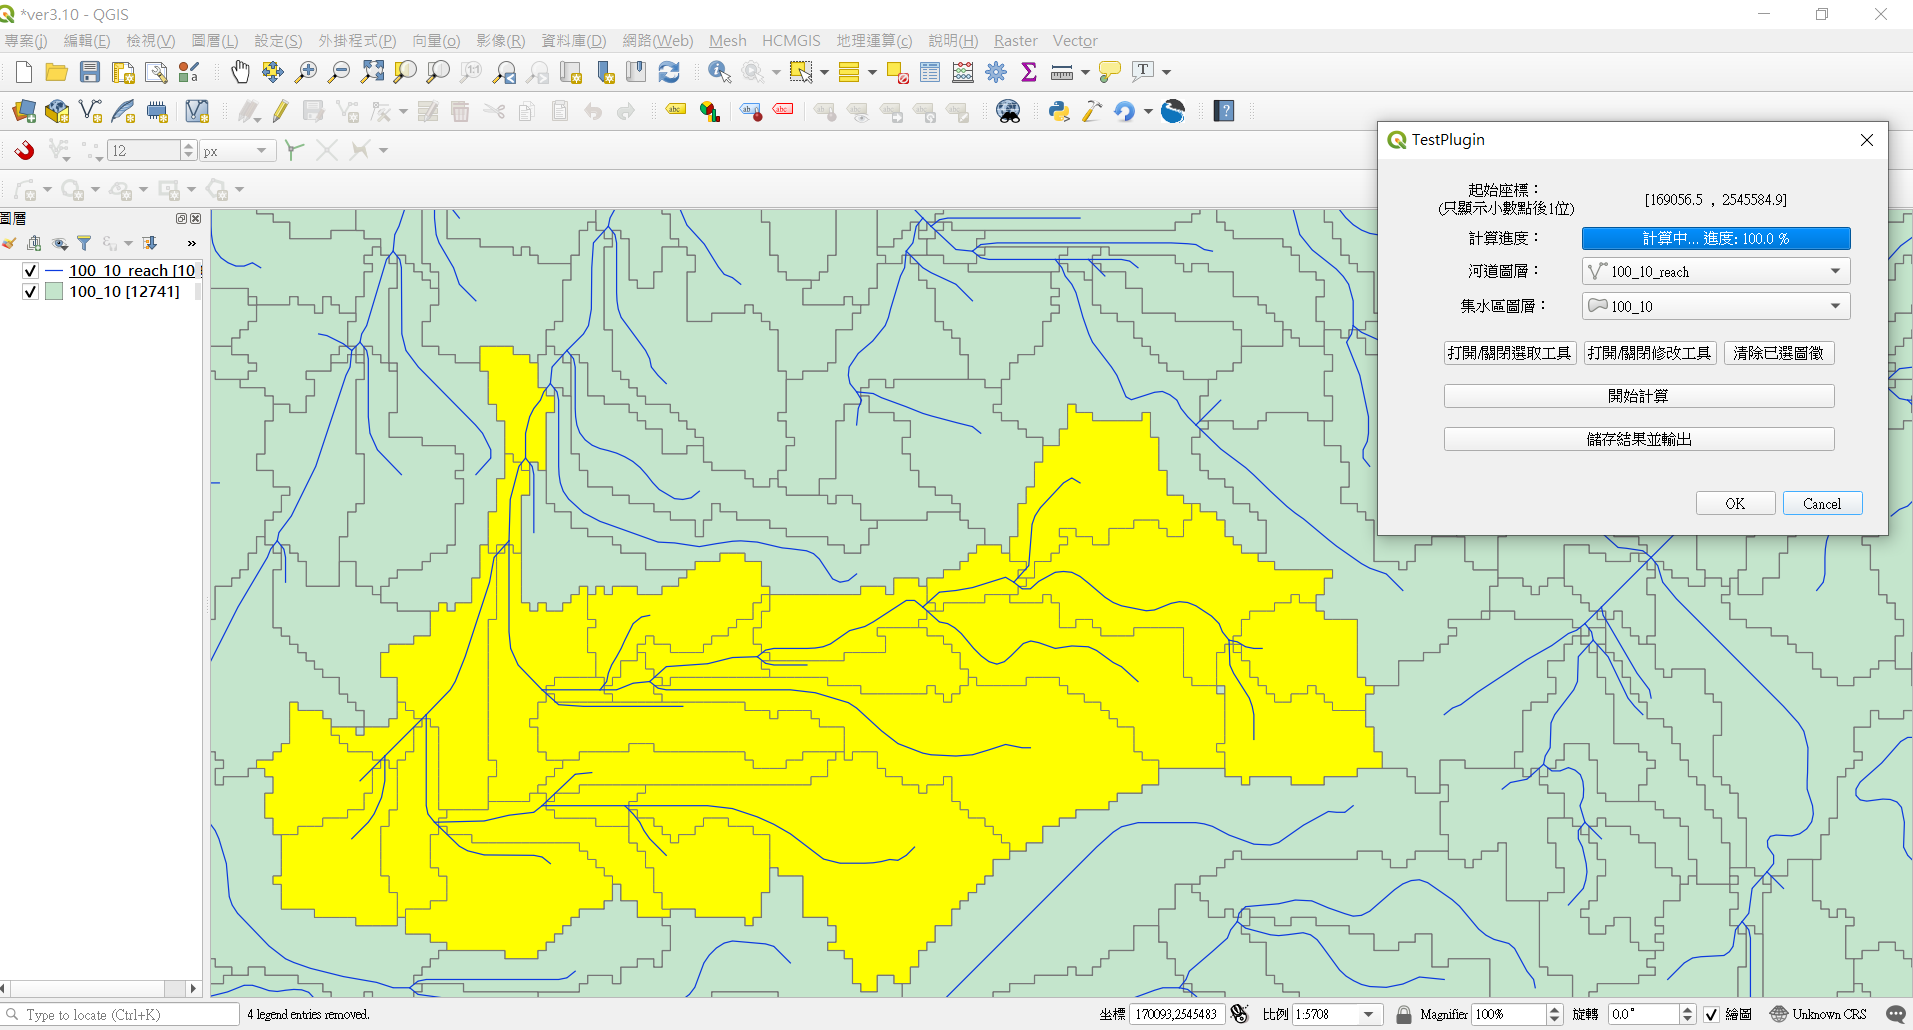 *ver3.10 - QGIS
專案(j) 編輯(E) 檢視(V) 圖層(L) 設定(S) 外掛程式(P) 向量(o) 影像(R) 資料庫(D) 網路(Web) Mesh HCMGIS 地理運算(c) 說明(H) Raster Vector
12 px
圖層
100_10_reach [10
100_10 [12741]
TestPlugin
起始座標：
(只顯示小數點後1位)
[169056.5 , 2545584.9]
計算進度： 計算中... 進度: 100.0 %
河道圖層： 100_10_reach
集水區圖層： 100_10
打開/關閉選取工具 打開/關閉修改工具 清除已選圖徵
開始計算
儲存結果並輸出
OK Cancel
Type to locate (Ctrl+K) 4 legend entries removed. 坐標 170093,2545483 比例 1:5708 Magnifier 100% 旋轉 0.0° 繪圖 Unknown CRS